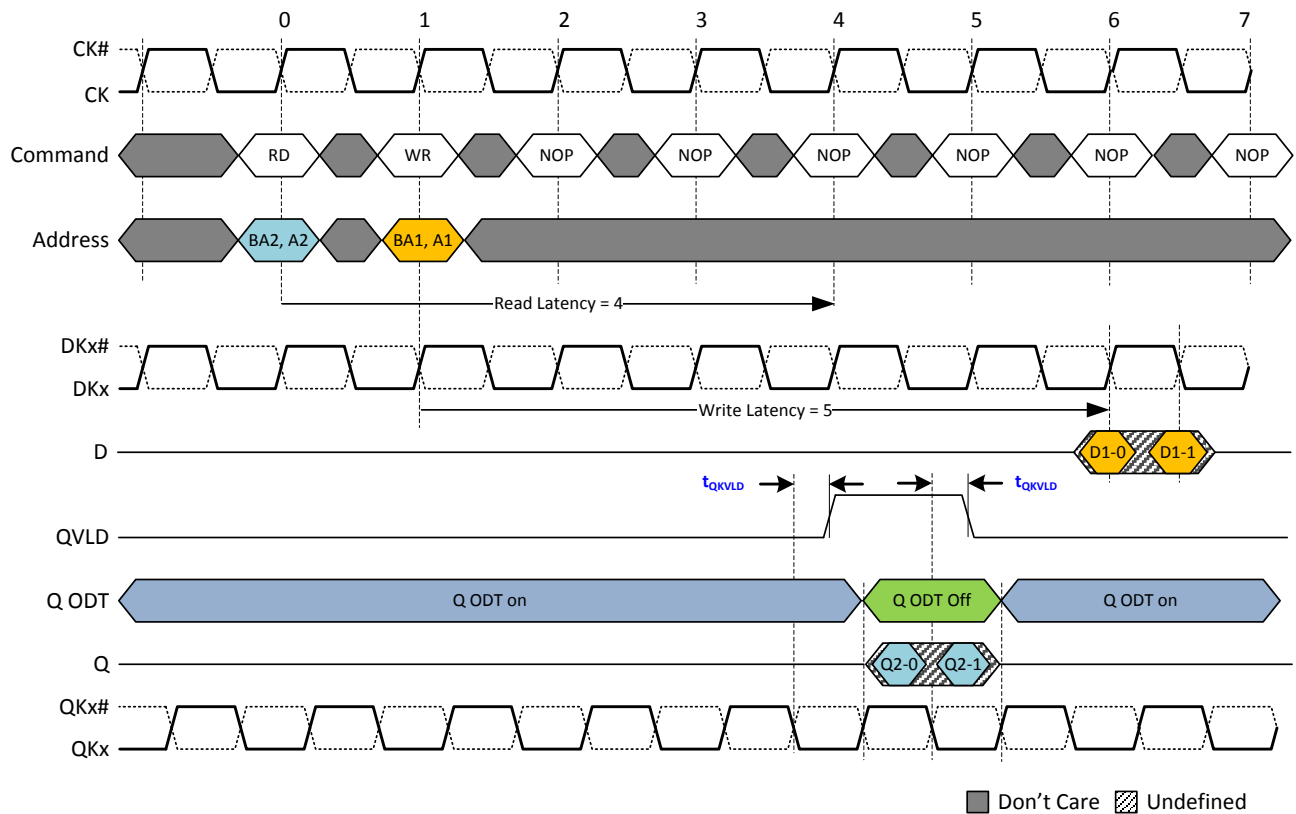 0 1 2 3 4 5 6 7
CK#
CK
Command RD WR NOP NOP NOP NOP NOP NOP
Address BA2, A2 BA1, A1
Read Latency = 4
DKx#
DKx
Write Latency = 5
D D1-0 D1-1
tQKVLD tQKVLD
QVLD
Q ODT Q ODT on Q ODT Off Q ODT on
Q Q2-0 Q2-1
QKx#
QKx
Don't Care Undefined